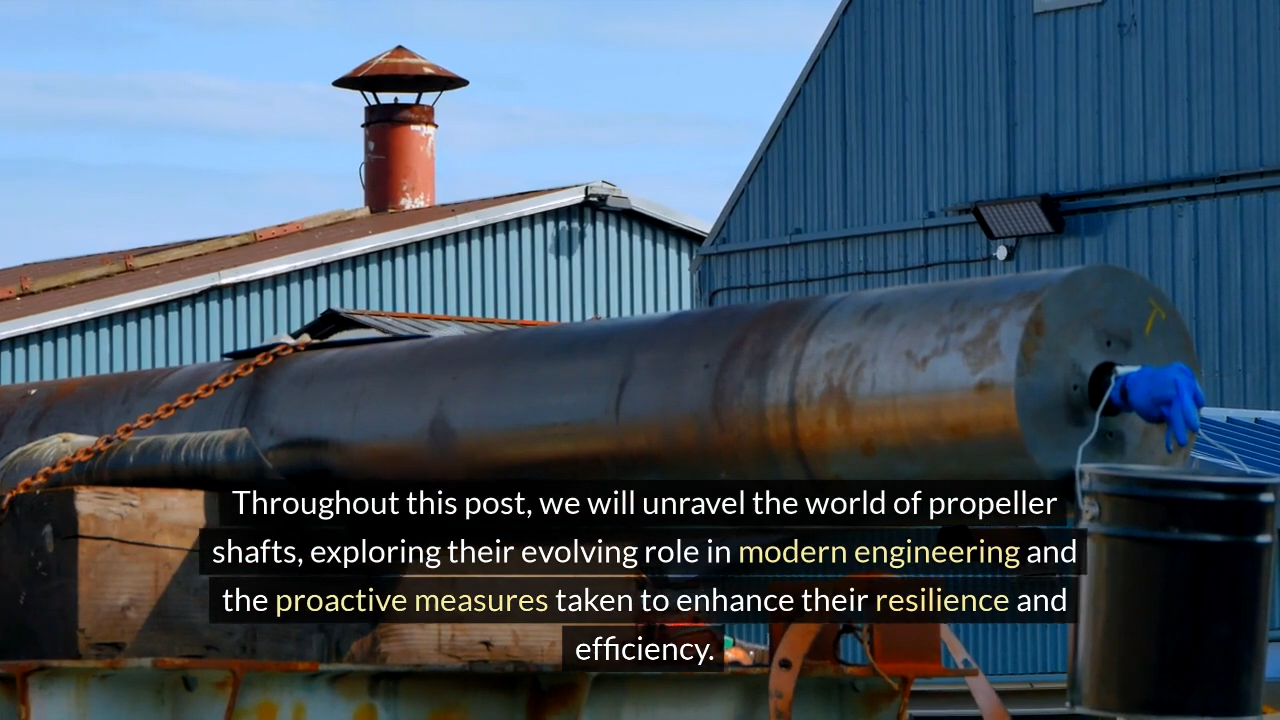 Throughout this post, we will unravel the world of propeller
shafts, exploring their evolving role in modern engineering and
the proactive measures taken to enhance their resilience and
efficiency.